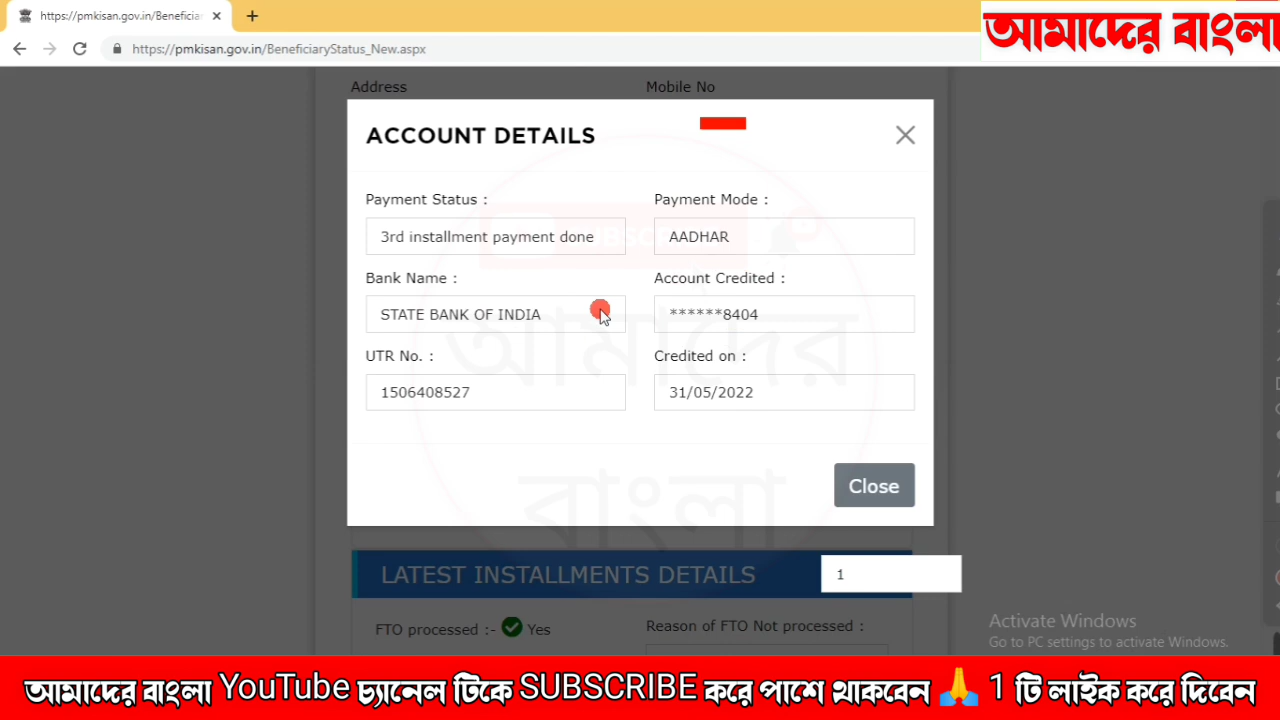 https://pmkisan.gov.in/Beneficia
https://pmkisan.gov.in/BeneficiaryStatus_New.aspx
আমাদের বাংলা
Address
Mobile No
ACCOUNT DETAILS
Payment Status :
Payment Mode :
3rd installment payment done
AADHAR
Bank Name :
Account Credited :
STATE BANK OF INDIA
******8404
UTR No. :
Credited on :
1506408527
31/05/2022
আমাদের
বাংলা
Close
LATEST INSTALLMENTS DETAILS
1
FTO processed :- Yes
Reason of FTO Not processed :
Activate Windows
Go to PC settings to activate Windows.
আমাদের বাংলা YouTube চ্যানেল টিকে SUBSCRIBE করে পাশে থাকবেন 🙏 1 টি লাইক করে দিবেন